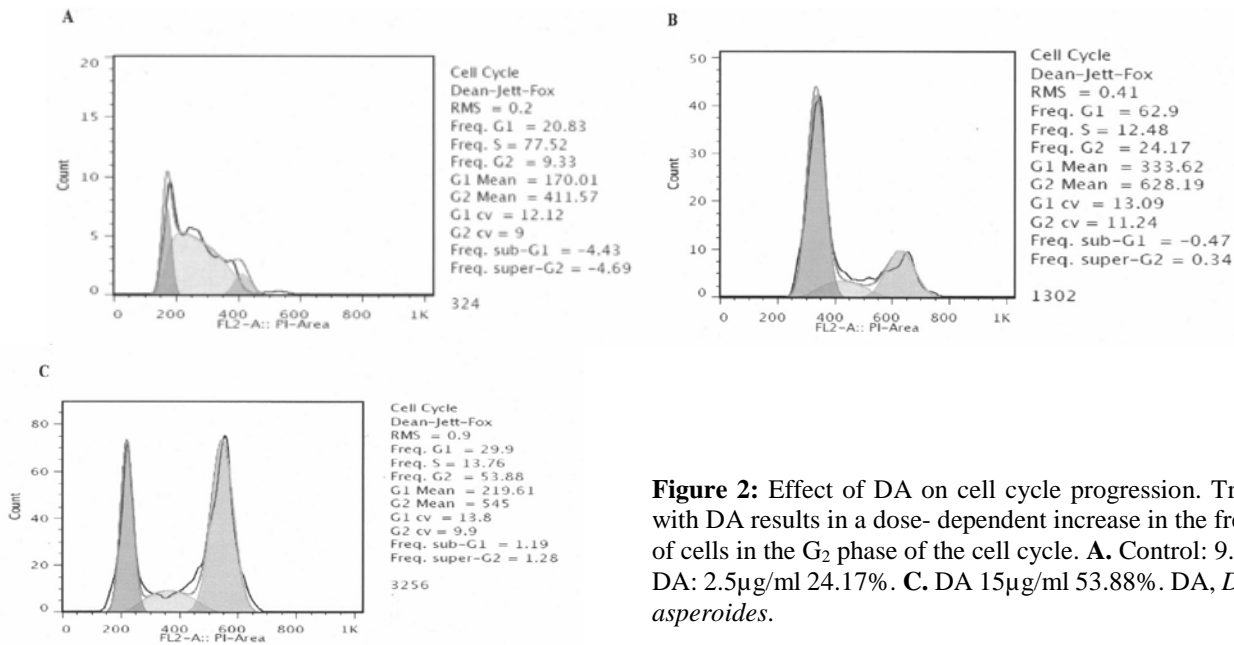 A
20
15
10
5
0
Count
0 200 400 600 800 1K
FL2-A:: PI-Area
Cell Cycle
Dean-Jett-Fox
RMS = 0.2
Freq. G1 = 20.83
Freq. S = 77.52
Freq. G2 = 9.33
G1 Mean = 170.01
G2 Mean = 411.57
G1 cv = 12.12
G2 cv = 9
Freq. sub-G1 = -4.43
Freq. super-G2 = -4.69
324
B
50
40
30
20
10
0
Count
0 200 400 600 800 1K
FL2-A:: PI-Area
Cell Cycle
Dean-Jett-Fox
RMS = 0.41
Freq. G1 = 62.9
Freq. S = 12.48
Freq. G2 = 24.17
G1 Mean = 333.62
G2 Mean = 628.19
G1 cv = 13.09
G2 cv = 11.24
Freq. sub-G1 = -0.47
Freq. super-G2 = 0.34
1302
C
80
60
40
20
0
Count
0 200 400 600 800 1K
FL2-A:: PI-Area
Cell Cycle
Dean-Jett-Fox
RMS = 0.9
Freq. G1 = 29.9
Freq. S = 13.76
Freq. G2 = 53.88
G1 Mean = 219.61
G2 Mean = 545
G1 cv = 13.8
G2 cv = 9.9
Freq. sub-G1 = 1.19
Freq. super-G2 = 1.28
3256
Figure 2: Effect of DA on cell cycle progression. Tr
with DA results in a dose- dependent increase in the fre
of cells in the G₂ phase of the cell cycle. A. Control: 9.
DA: 2.5µg/ml 24.17%. C. DA 15µg/ml 53.88%. DA, D
asperoides.